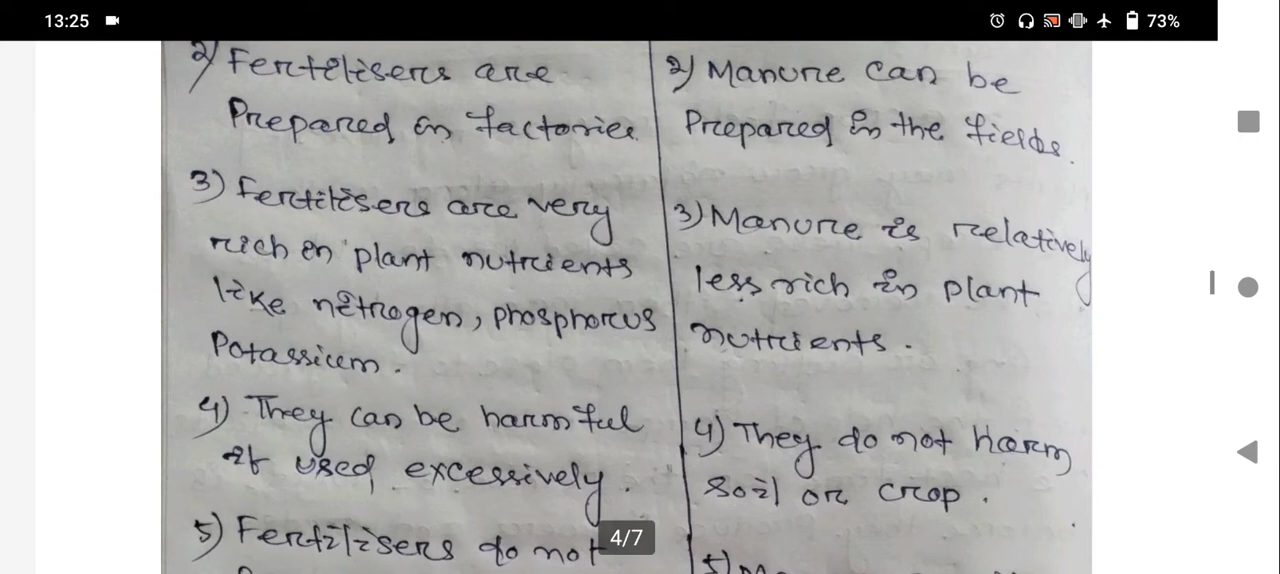 13:25
73%
2) Fertilisers are
Prepared in factories
3) Fertilisers are very
rich in plant nutrients
like nitrogen, phosphorus
Potassium.
4) They can be harmful
if used excessively.
5) Fertilisers do not
2) Manure can be
Prepared in the fields.
3) Manure is relatively
less rich in plant
nutrients.
4) They do not harm
soil or crop.
5)
4/7